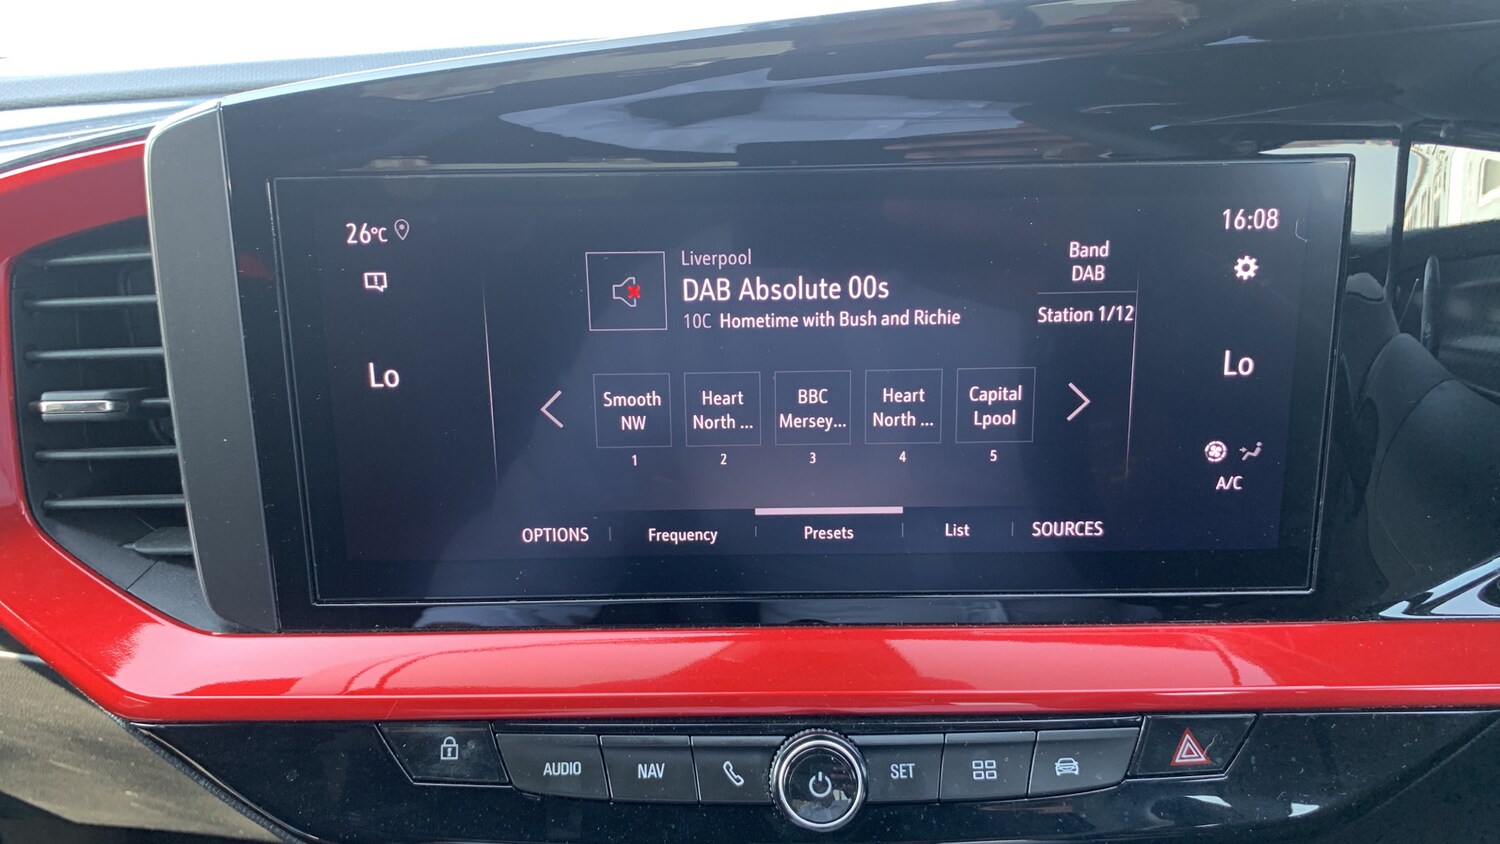 26°C
16:08
Liverpool
DAB Absolute 00s
10C Hometime with Bush and Richie
Band
DAB
Station 1/12
Lo
Lo
Smooth
NW
Heart
North ...
BBC
Mersey...
Heart
North ...
Capital
Lpool
1
2
3
4
5
A/C
OPTIONS
Frequency
Presets
List
SOURCES
AUDIO
NAV
SET